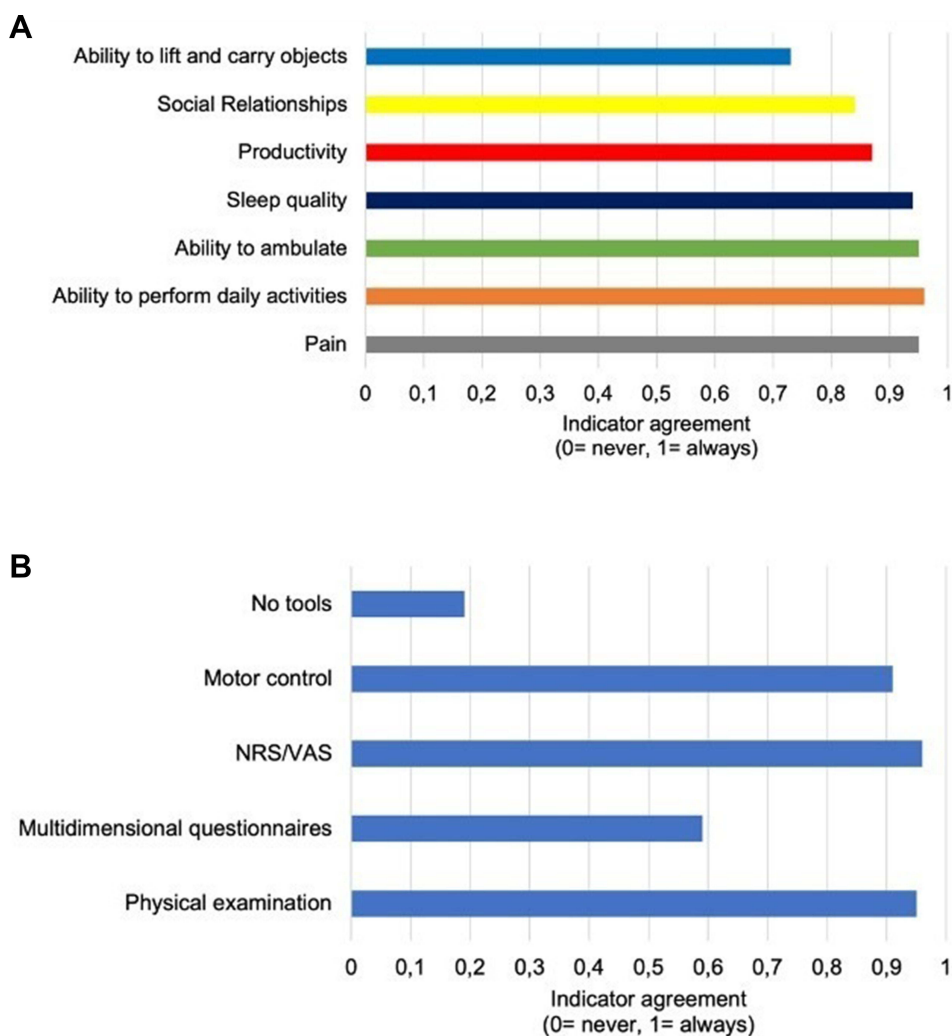 A
Ability to lift and carry objects
Social Relationships
Productivity
Sleep quality
Ability to ambulate
Ability to perform daily activities
Pain
0 0,1 0,2 0,3 0,4 0,5 0,6 0,7 0,8 0,9 1
Indicator agreement
(0= never, 1= always)
B
No tools
Motor control
NRS/VAS
Multidimensional questionnaires
Physical examination
0 0,1 0,2 0,3 0,4 0,5 0,6 0,7 0,8 0,9 1
Indicator agreement
(0= never, 1= always)